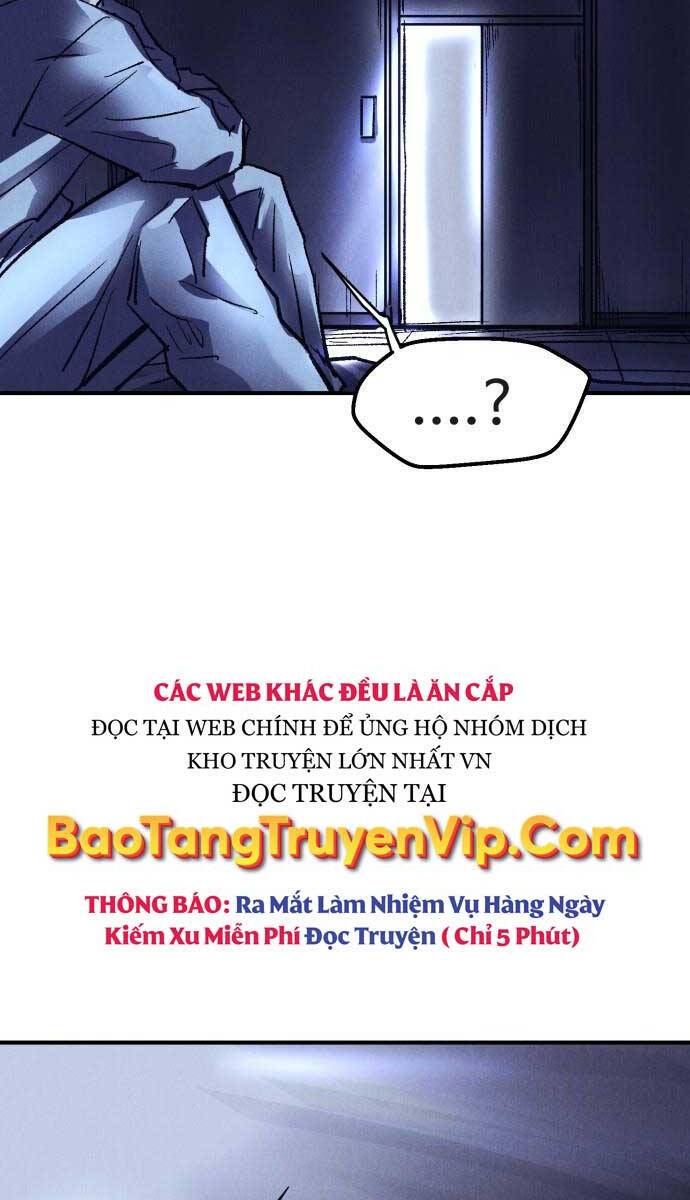 ....?
CÁC WEB KHÁC ĐỀU LÀ ĂN CẮP
ĐỌC TẠI WEB CHÍNH ĐỂ ỦNG HỘ NHÓM DỊCH
KHO TRUYỆN LỚN NHẤT VN
ĐỌC TRUYỆN TẠI
BaoTangTruyenVip.Com
THÔNG BÁO: Ra Mắt Làm Nhiệm Vụ Hàng Ngày
Kiếm Xu Miễn Phí Đọc Truyện ( Chỉ 5 Phút)